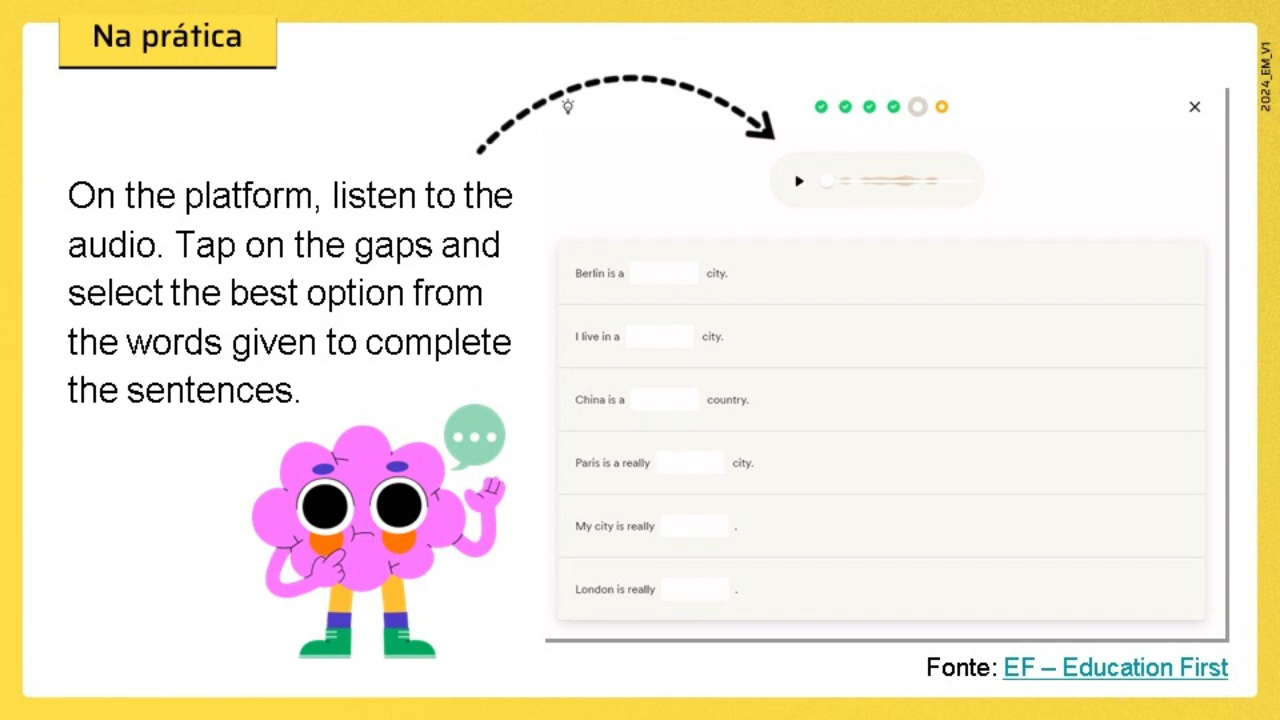 Na prática
2024_EM_V1
On the platform, listen to the
audio. Tap on the gaps and
select the best option from
the words given to complete
the sentences.
Berlin is a city.
I live in a city.
China is a country.
Paris is a really city.
My city is really .
London is really .
Fonte: EF – Education First